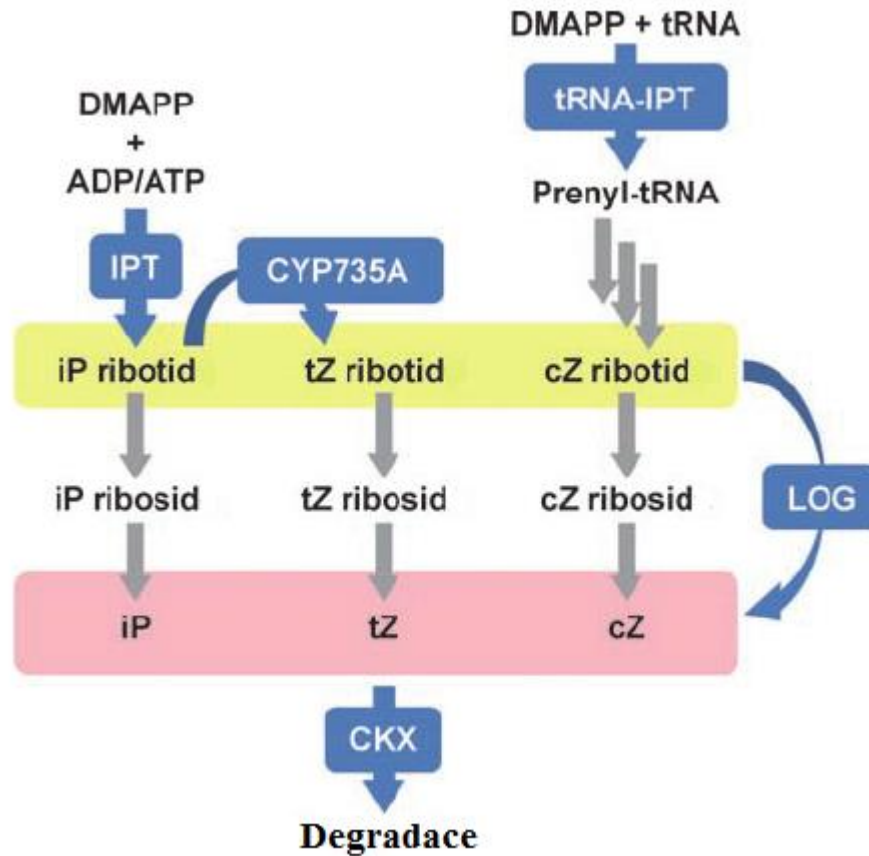 DMAPP + tRNA
tRNA-IPT
Prenyl-tRNA
DMAPP
+
ADP/ATP
IPT
CYP735A
iP ribotid
tZ ribotid
cZ ribotid
iP ribosid
tZ ribosid
cZ ribosid
LOG
iP
tZ
cZ
CKX
Degradace